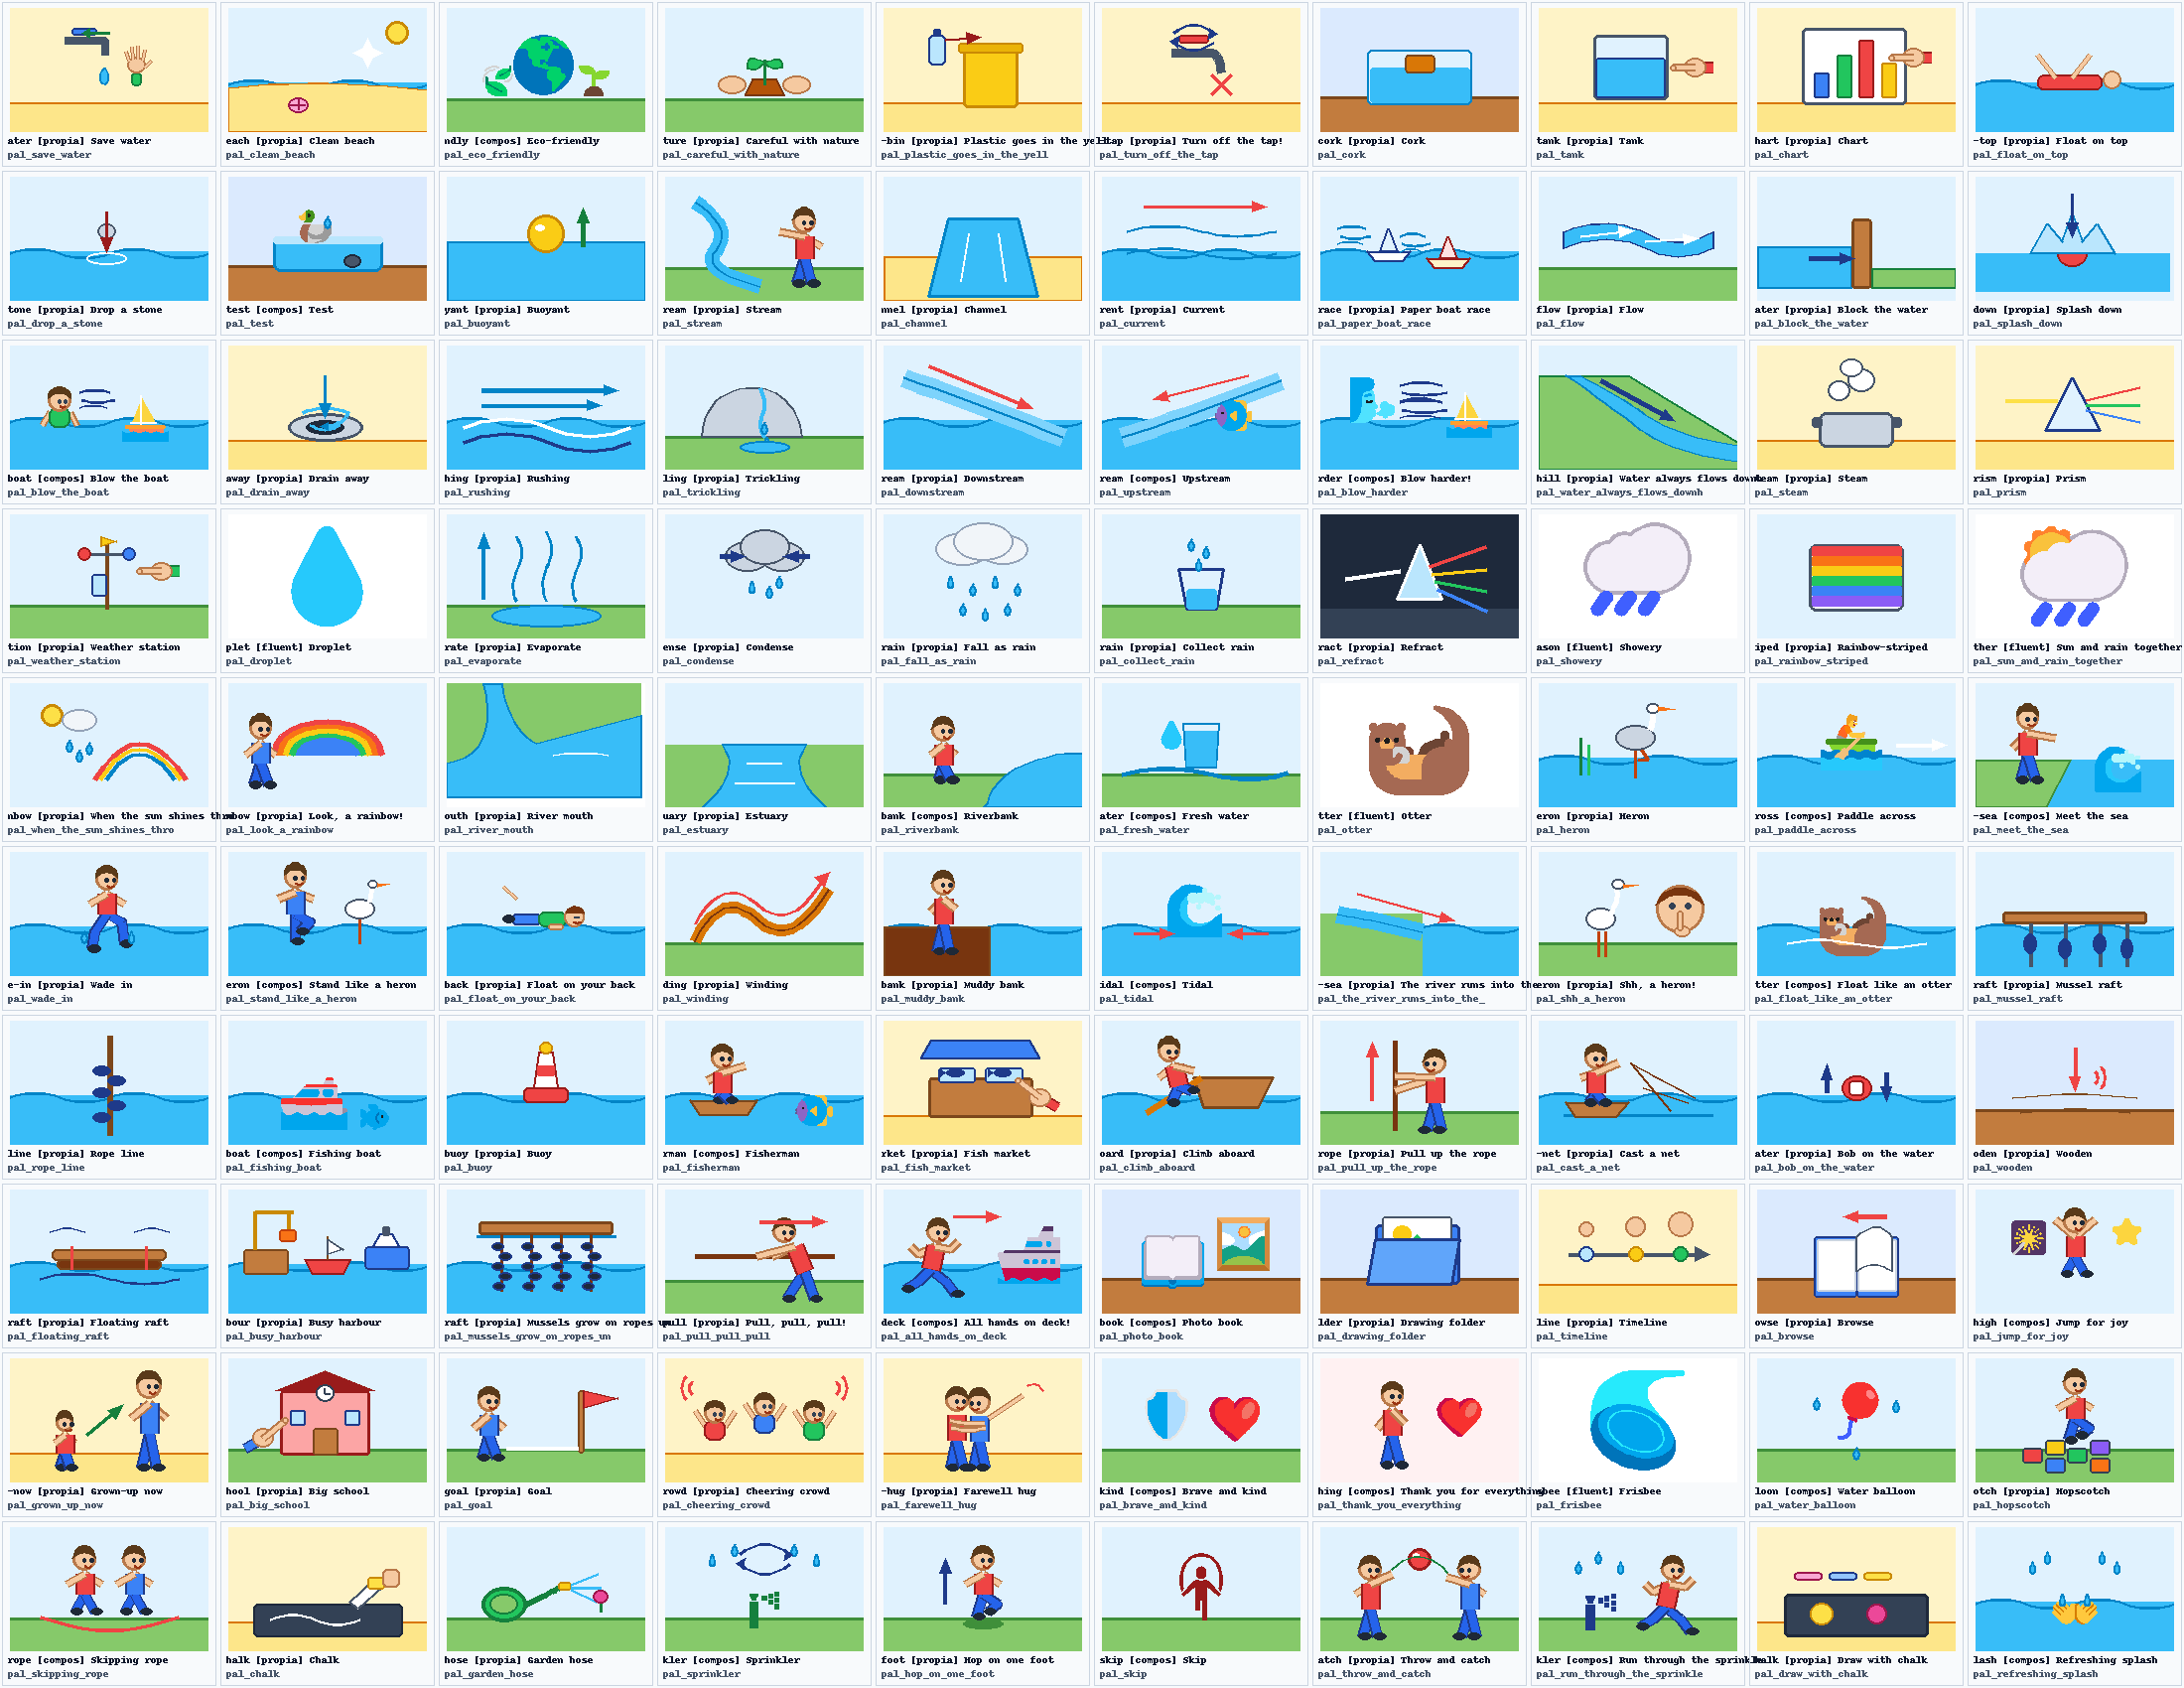 ater [propia] Save water
pal_save_water
each [propia] Clean beach
pal_clean_beach
ndly [compos] Eco-friendly
pal_eco_friendly
ture [propia] Careful with nature
pal_careful_with_nature
-bin [propia] Plastic goes in the yell
pal_plastic_goes_in_the_yell
tap [propia] Turn off the tap!
pal_turn_off_the_tap
cork [propia] Cork
pal_cork
tank [propia] Tank
pal_tank
hart [propia] Chart
pal_chart
-top [propia] Float on top
pal_float_on_top
tone [propia] Drop a stone
pal_drop_a_stone
test [compos] Test
pal_test
yant [propia] Buoyant
pal_buoyant
ream [propia] Stream
pal_stream
nnel [propia] Channel
pal_channel
rent [propia] Current
pal_current
race [propia] Paper boat race
pal_paper_boat_race
flow [propia] Flow
pal_flow
ater [propia] Block the water
pal_block_the_water
down [propia] Splash down
pal_splash_down
boat [compos] Blow the boat
pal_blow_the_boat
away [propia] Drain away
pal_drain_away
hing [propia] Rushing
pal_rushing
ling [propia] Trickling
pal_trickling
ream [propia] Downstream
pal_downstream
ream [compos] Upstream
pal_upstream
rder [compos] Blow harder!
pal_blow_harder
hill [propia] Water always flows down
pal_water_always_flows_downh
team [propia] Steam
pal_steam
rism [propia] Prism
pal_prism
tion [propia] Weather station
pal_weather_station
plet [fluent] Droplet
pal_droplet
rate [propia] Evaporate
pal_evaporate
ense [propia] Condense
pal_condense
rain [propia] Fall as rain
pal_fall_as_rain
rain [propia] Collect rain
pal_collect_rain
ract [propia] Refract
pal_refract
ason [fluent] Showery
pal_showery
iped [propia] Rainbow-striped
pal_rainbow_striped
ther [fluent] Sun and rain together
pal_sun_and_rain_together
nbow [propia] When the sun shines thro
pal_when_the_sun_shines_thro
nbow [propia] Look, a rainbow!
pal_look_a_rainbow
outh [propia] River mouth
pal_river_mouth
uary [propia] Estuary
pal_estuary
bank [compos] Riverbank
pal_riverbank
ater [compos] Fresh water
pal_fresh_water
tter [fluent] Otter
pal_otter
eron [propia] Heron
pal_heron
ross [compos] Paddle across
pal_paddle_across
-sea [compos] Meet the sea
pal_meet_the_sea
e-in [propia] Wade in
pal_wade_in
eron [compos] Stand like a heron
pal_stand_like_a_heron
back [propia] Float on your back
pal_float_on_your_back
ding [propia] Winding
pal_winding
bank [propia] Muddy bank
pal_muddy_bank
idal [compos] Tidal
pal_tidal
-sea [propia] The river runs into the
pal_the_river_runs_into_the_
eron [propia] Shh, a heron!
pal_shh_a_heron
tter [compos] Float like an otter
pal_float_like_an_otter
raft [propia] Mussel raft
pal_mussel_raft
line [propia] Rope line
pal_rope_line
boat [compos] Fishing boat
pal_fishing_boat
buoy [propia] Buoy
pal_buoy
rman [compos] Fisherman
pal_fisherman
rket [propia] Fish market
pal_fish_market
oard [propia] Climb aboard
pal_climb_aboard
rope [propia] Pull up the rope
pal_pull_up_the_rope
-net [propia] Cast a net
pal_cast_a_net
ater [propia] Bob on the water
pal_bob_on_the_water
oden [propia] Wooden
pal_wooden
raft [propia] Floating raft
pal_floating_raft
bour [propia] Busy harbour
pal_busy_harbour
raft [propia] Mussels grow on ropes un
pal_mussels_grow_on_ropes_un
pull [propia] Pull, pull, pull!
pal_pull_pull_pull
deck [compos] All hands on deck!
pal_all_hands_on_deck
book [compos] Photo book
pal_photo_book
lder [propia] Drawing folder
pal_drawing_folder
line [propia] Timeline
pal_timeline
owse [propia] Browse
pal_browse
high [compos] Jump for joy
pal_jump_for_joy
-now [propia] Grown-up now
pal_grown_up_now
hool [propia] Big school
pal_big_school
goal [propia] Goal
pal_goal
rowd [propia] Cheering crowd
pal_cheering_crowd
-hug [propia] Farewell hug
pal_farewell_hug
kind [compos] Brave and kind
pal_brave_and_kind
hing [compos] Thank you for everything
pal_thank_you_everything
sbee [fluent] Frisbee
pal_frisbee
loon [compos] Water balloon
pal_water_balloon
otch [propia] Hopscotch
pal_hopscotch
rope [compos] Skipping rope
pal_skipping_rope
halk [propia] Chalk
pal_chalk
hose [propia] Garden hose
pal_garden_hose
kler [compos] Sprinkler
pal_sprinkler
foot [propia] Hop on one foot
pal_hop_on_one_foot
skip [compos] Skip
pal_skip
atch [propia] Throw and catch
pal_throw_and_catch
kler [compos] Run through the sprinkle
pal_run_through_the_sprinkle
halk [propia] Draw with chalk
pal_draw_with_chalk
lash [compos] Refreshing splash
pal_refreshing_splash